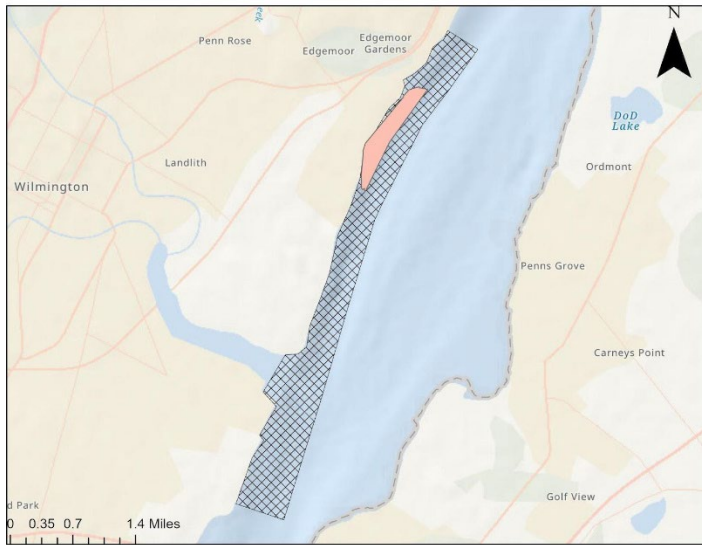 N
Creek
Penn Rose
Edgemoor
Edgemoor
Gardens
DoD
Lake
Landlith
Ordmont
Wilmington
Penns Grove
Carneys Point
Golf View
d Park
0 0.35 0.7 1.4 Miles